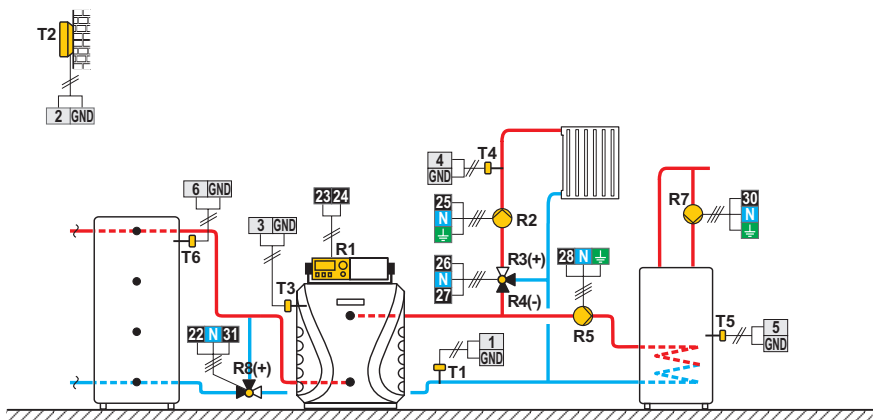 T2
2 GND
4
GND
T4
6 GND
23 24
3 GND
25
N
R2
R7
30
N
T6
R1
26
N
27
R3(+)
R4(-)
28 N
T3
22 N 31
R8(+)
R5
1
GND
T1
T5
5
GND